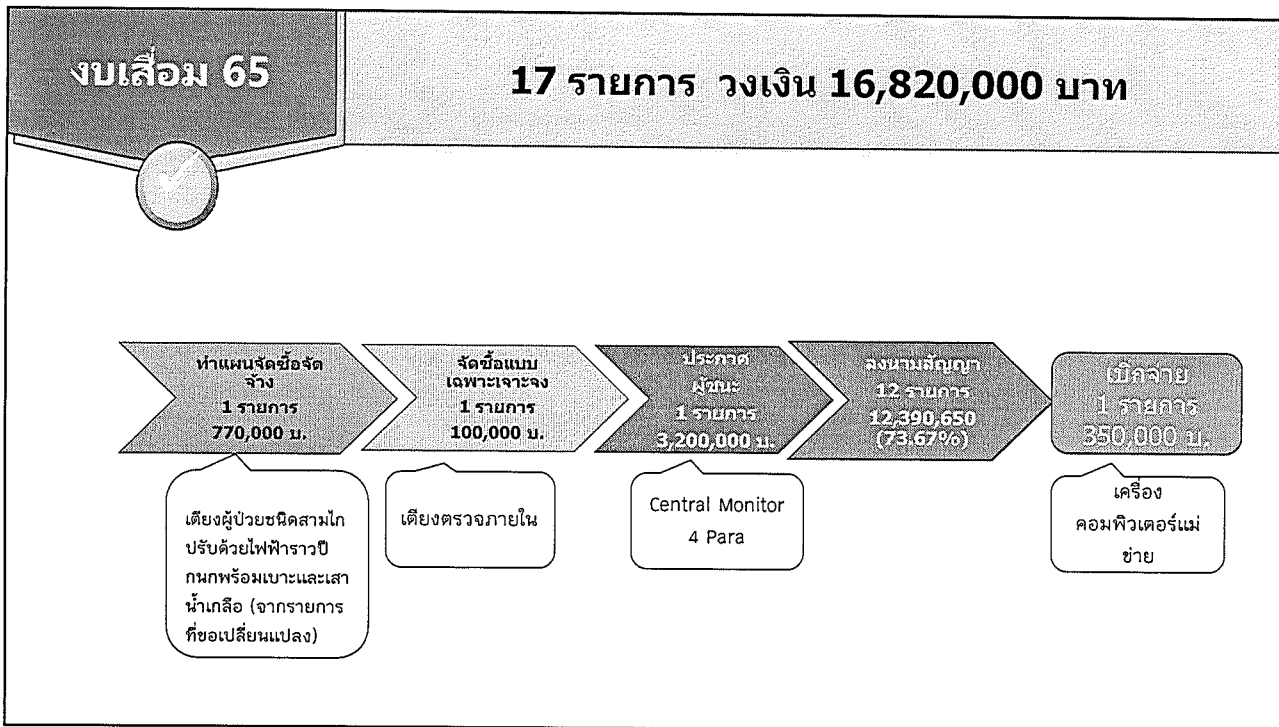 งบเสื่อม 65
17 รายการ วงเงิน 16,820,000 บาท
ทำแผนจัดซื้อจัด
จ้าง
1 รายการ
770,000 บ.
จัดซื้อแบบ
เฉพาะเจาะจง
1 รายการ
100,000 บ.
ประกาศ
ผู้ชนะ
1 รายการ
3,200,000 บ.
ลงนามสัญญา
12 รายการ
12,390,650
(73.67%)
เบิกจ่าย
1 รายการ
350,000 บ.
เตียงผู้ป่วยชนิดสามไก
ปรับด้วยไฟฟ้าราวปี
กนกพร้อมเบาะและเสา
น้ำเกลือ (จากรายการ
ที่ขอเปลี่ยนแปลง)
เตียงตรวจภายใน
Central Monitor
4 Para
เครื่อง
คอมพิวเตอร์แม่
ข่าย